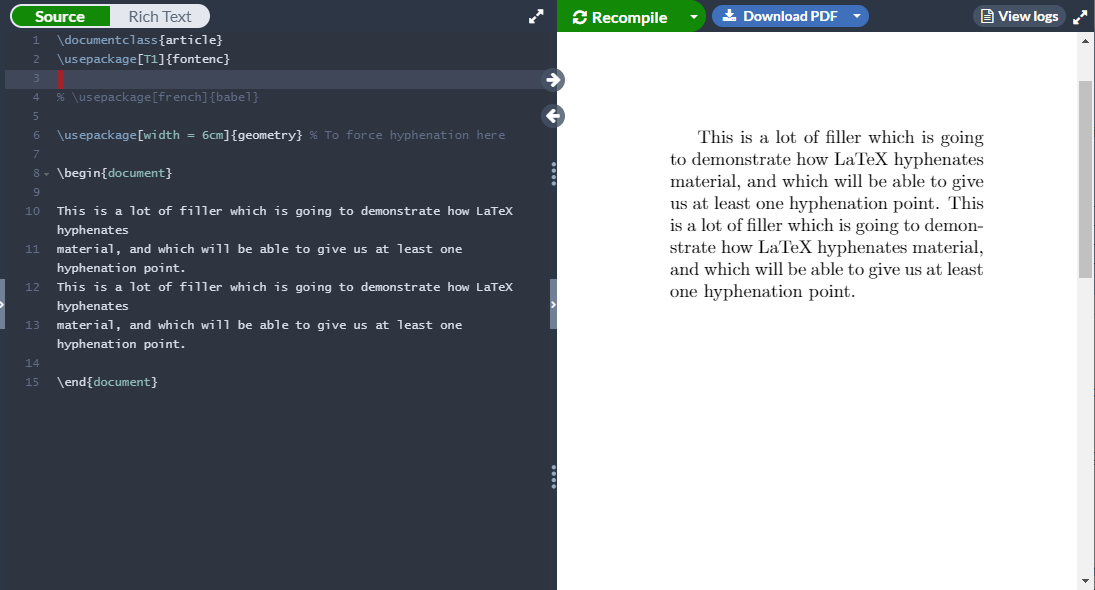 Source Rich Text
Recompile Download PDF View logs
1 \documentclass{article}
2 \usepackage[T1]{fontenc}
3
4 % \usepackage[french]{babel}
5
6 \usepackage[width = 6cm]{geometry} % To force hyphenation here
7
8 \begin{document}
9
10 This is a lot of filler which is going to demonstrate how LaTeX
hyphenates
11 material, and which will be able to give us at least one
hyphenation point.
12 This is a lot of filler which is going to demonstrate how LaTeX
hyphenates
13 material, and which will be able to give us at least one
hyphenation point.
14
15 \end{document}
This is a lot of filler which is going
to demonstrate how LaTeX hyphenates
material, and which will be able to give
us at least one hyphenation point. This
is a lot of filler which is going to demon-
strate how LaTeX hyphenates material,
and which will be able to give us at least
one hyphenation point.